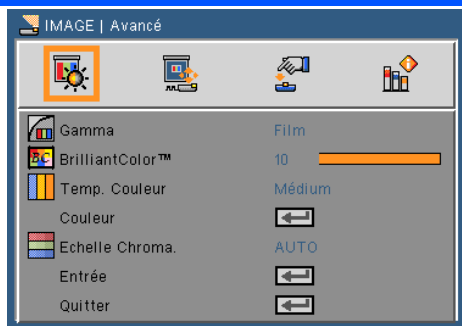 IMAGE | Avancé
Gamma Film
BrilliantColor™ 10
Temp. Couleur Médium
Couleur
Echelle Chroma. AUTO
Entrée
Quitter